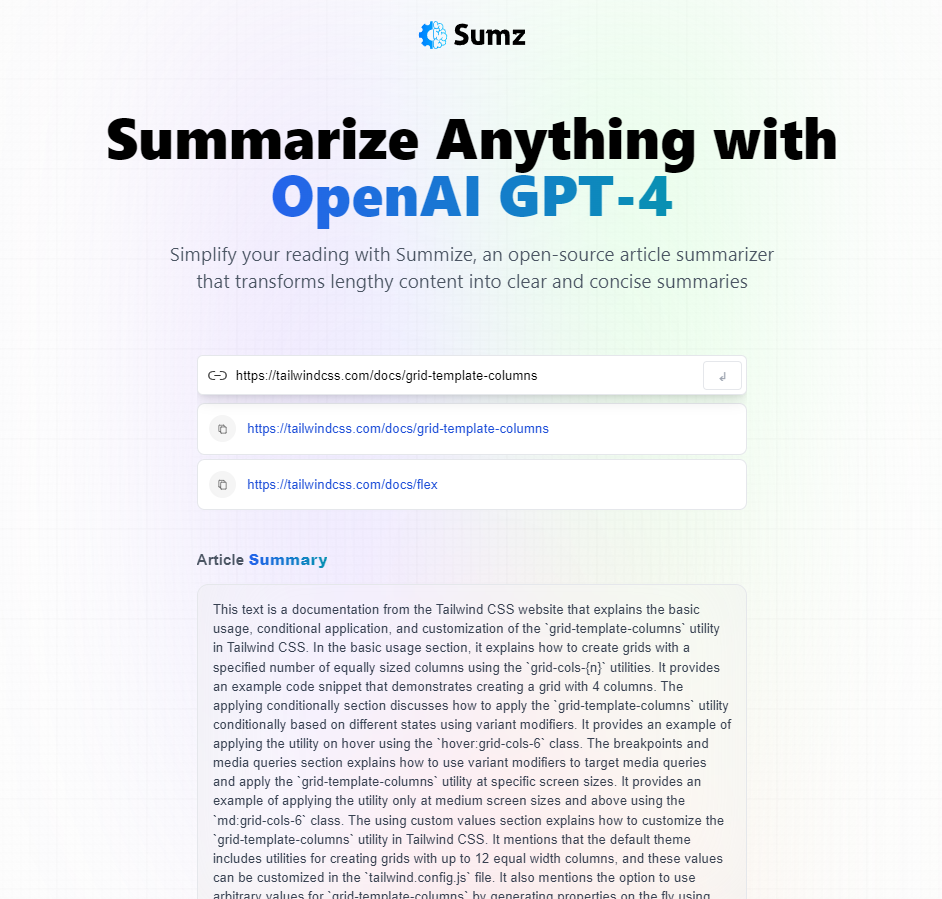 Sumz
Summarize Anything with
OpenAI GPT-4
Simplify your reading with Summize, an open-source article summarizer
that transforms lengthy content into clear and concise summaries
https://tailwindcss.com/docs/grid-template-columns
https://tailwindcss.com/docs/grid-template-columns
https://tailwindcss.com/docs/flex
Article Summary
This text is a documentation from the Tailwind CSS website that explains the basic
usage, conditional application, and customization of the `grid-template-columns` utility
in Tailwind CSS. In the basic usage section, it explains how to create grids with a
specified number of equally sized columns using the `grid-cols-{n}` utilities. It provides
an example code snippet that demonstrates creating a grid with 4 columns. The
applying conditionally section discusses how to apply the `grid-template-columns` utility
conditionally based on different states using variant modifiers. It provides an example of
applying the utility on hover using the `hover:grid-cols-6` class. The breakpoints and
media queries section explains how to use variant modifiers to target media queries
and apply the `grid-template-columns` utility at specific screen sizes. It provides an
example of applying the utility only at medium screen sizes and above using the
`md:grid-cols-6` class. The using custom values section explains how to customize the
`grid-template-columns` utility in Tailwind CSS. It mentions that the default theme
includes utilities for creating grids with up to 12 equal width columns, and these values
can be customized in the `tailwind.config.js` file. It also mentions the option to use
arbitrary values for `grid-template-columns` by generating properties on the fly using